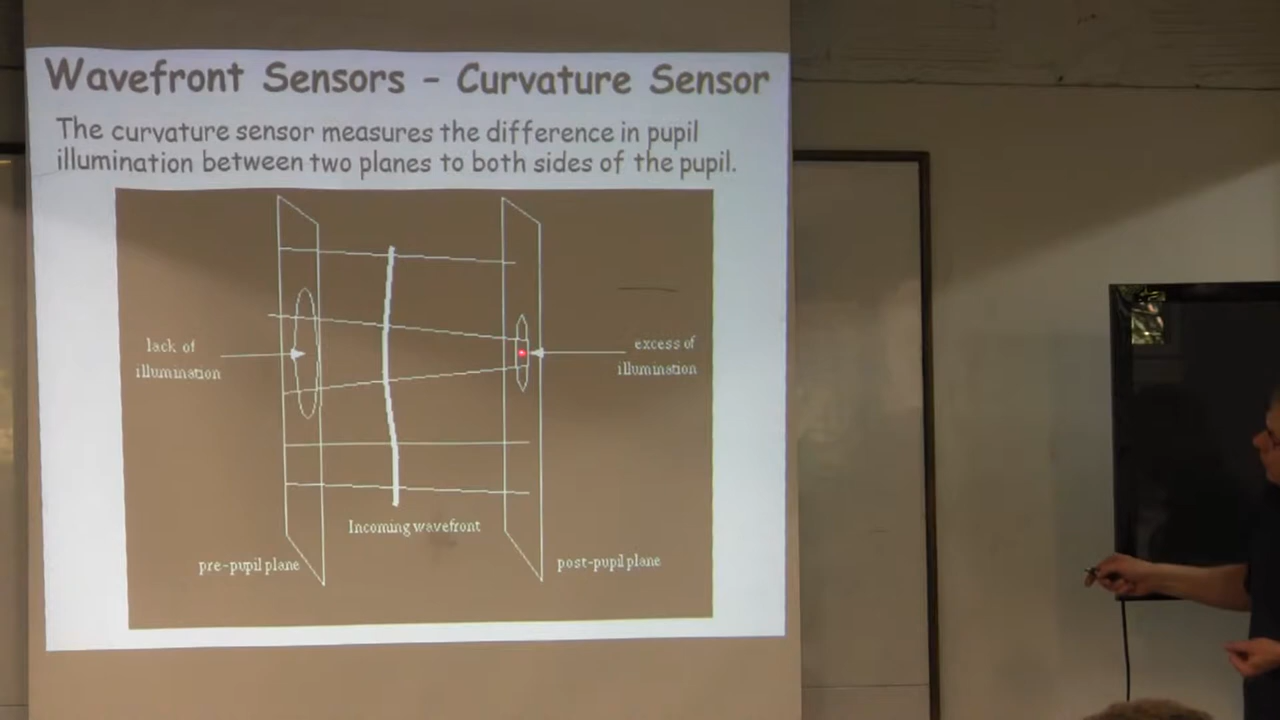 Wavefront Sensors – Curvature Sensor
The curvature sensor measures the difference in pupil
illumination between two planes to both sides of the pupil.
lack of
illumination
excess of
illumination
Incoming wavefront
pre-pupil plane
post-pupil plane